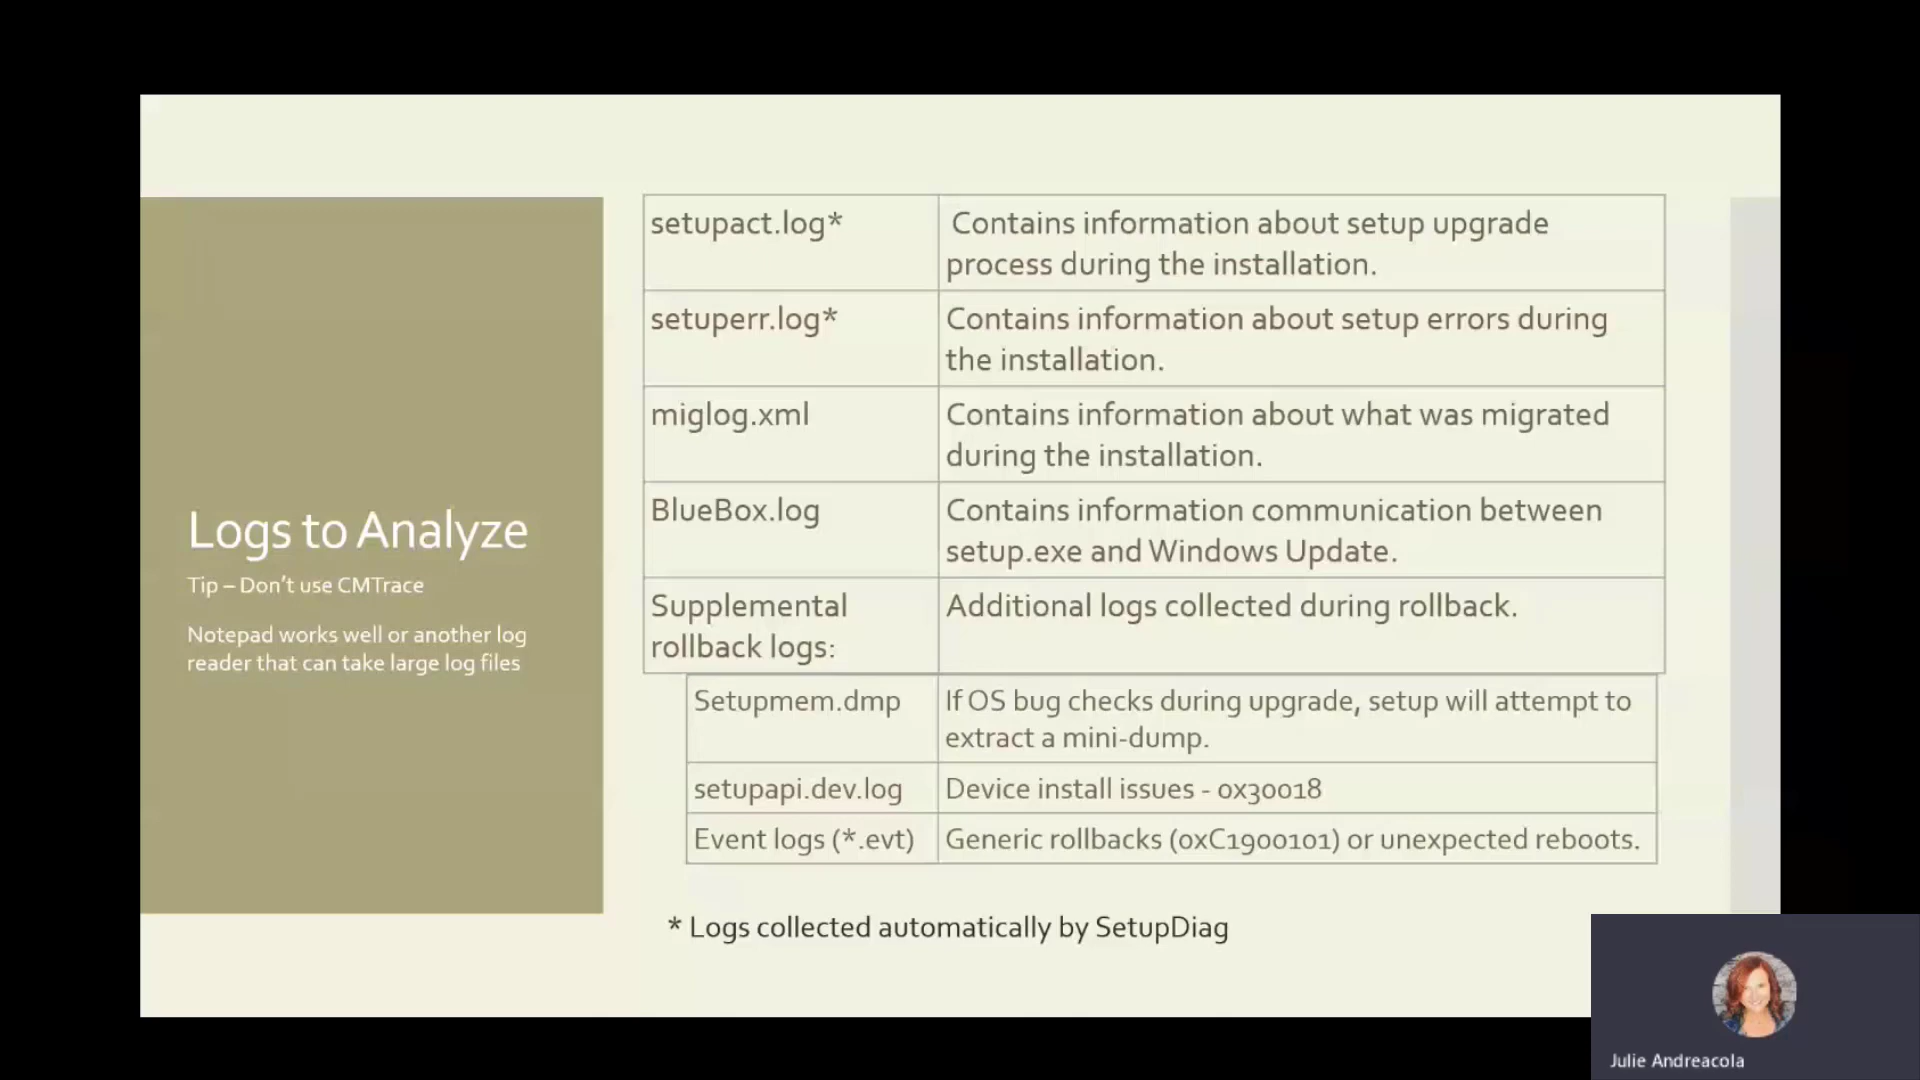 Logs to Analyze
Tip – Don't use CMTrace
Notepad works well or another log
reader that can take large log files
setupact.log*
Contains information about setup upgrade
process during the installation.
setuperr.log*
Contains information about setup errors during
the installation.
miglog.xml
Contains information about what was migrated
during the installation.
BlueBox.log
Contains information communication between
setup.exe and Windows Update.
Supplemental
rollback logs:
Additional logs collected during rollback.
Setupmem.dmp
If OS bug checks during upgrade, setup will attempt to
extract a mini-dump.
setupapi.dev.log
Device install issues - 0x30018
Event logs (*.evt)
Generic rollbacks (0xC1900101) or unexpected reboots.
* Logs collected automatically by SetupDiag
Julie Andreacola